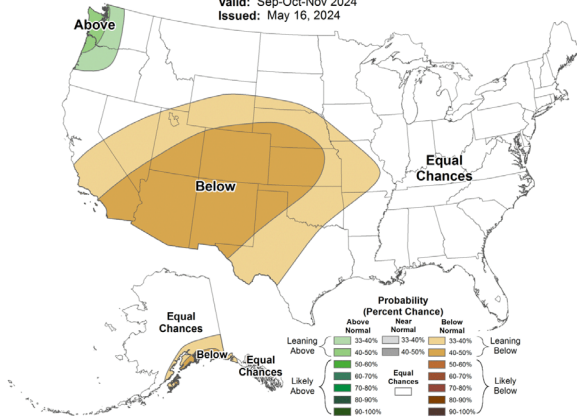 Valid: Sep-Oct-Nov 2024
Issued: May 16, 2024
Above
Equal
Chances
Below
Equal
Chances
Below
Equal
Chances
Probability
(Percent Chance)
Above
Normal
Near
Normal
Below
Normal
Leaning
Above
33-40%
33-40%
33-40%
Leaning
Below
40-50%
40-50%
40-50%
Likely
Above
50-60%
50-60%
Likely
Below
60-70%
Equal
Chances
60-70%
70-80%
70-80%
80-90%
80-90%
90-100%
90-100%